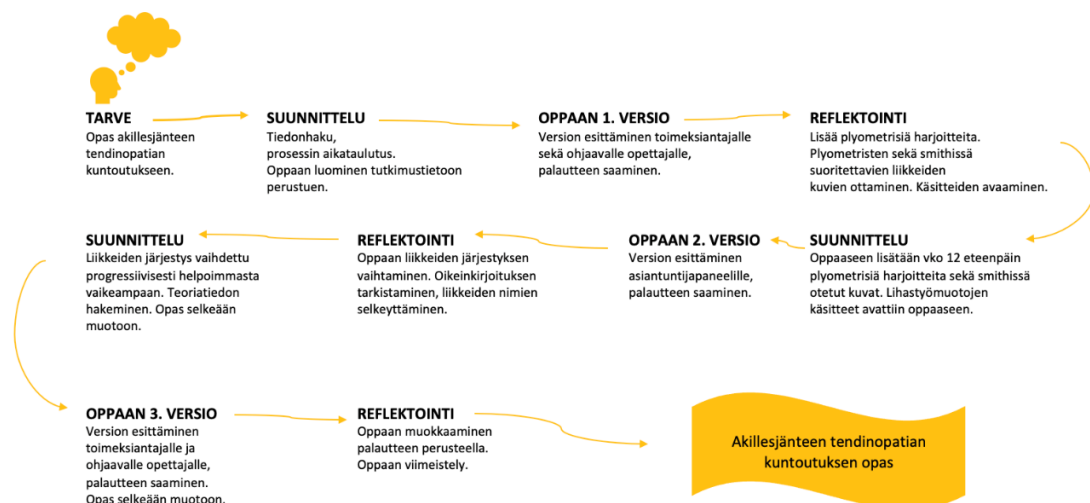 TARVE
Opas akillesjänteen
tendinopatian
kuntoutukseen.
SUUNNITTELU
Tiedonhaku,
prosessin aikataulutus.
Oppaan luominen tutkimustietoon
perustuen.
OPPAAN 1. VERSIO
Version esittäminen toimeksiantajalle
sekä ohjaavalle opettajalle,
palautteen saaminen.
REFLEKTOINTI
Lisää plyometrisiä harjoitteita.
Plyometristen sekä smithissä
suoritettavien liikkeiden
kuvien ottaminen. Käsitteiden avaaminen.
SUUNNITTELU
Oppaaseen lisätään vko 12 eteenpäin
plyometrisiä harjoitteita sekä smithissä
otetut kuvat. Lihastyömuotojen
käsitteet avattiin oppaaseen.
OPPAAN 2. VERSIO
Version esittäminen
asiantuntijapaneelille,
palautteen saaminen.
REFLEKTOINTI
Oppaan liikkeiden järjestyksen
vaihtaminen. Oikeinkirjoituksen
tarkistaminen, liikkeiden nimien
selkeyttäminen.
SUUNNITTELU
Liikkeiden järjestys vaihdettu
progressiivisesti helpoimmasta
vaikeampaan. Teoriatiedon
hakeminen. Opas selkeään
muotoon.
OPPAAN 3. VERSIO
Version esittäminen
toimeksiantajalle ja
ohjaavalle opettajalle,
palautteen saaminen.
Opas selkeään muotoon.
REFLEKTOINTI
Oppaan muokkaaminen
palautteen perusteella.
Oppaan viimeistely.
Akillesjänteen tendinopatian
kuntoutuksen opas